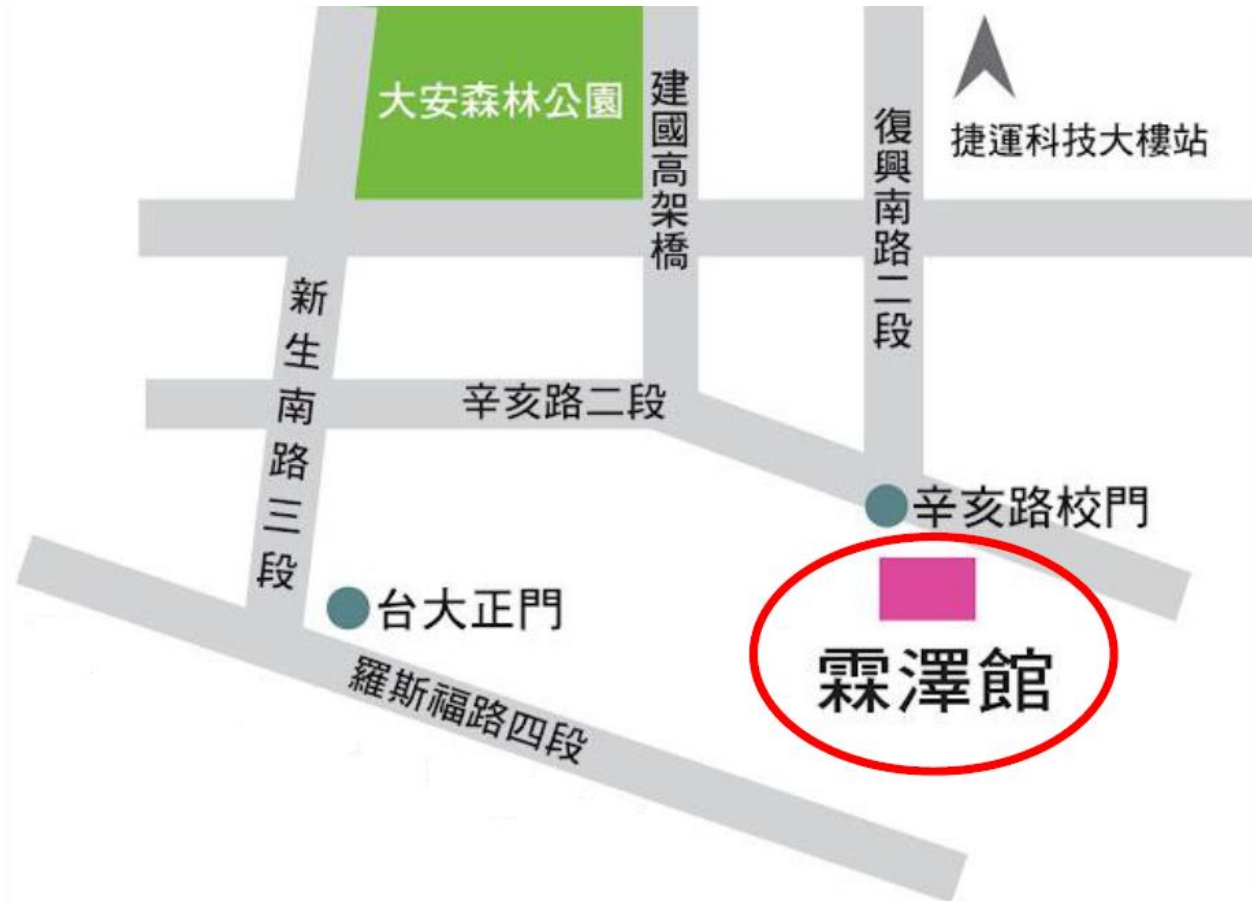 大安森林公園
建國高架橋
復興南路二段
捷運科技大樓站
新生南路三段
辛亥路二段
辛亥路校門
台大正門
霖澤館
羅斯福路四段